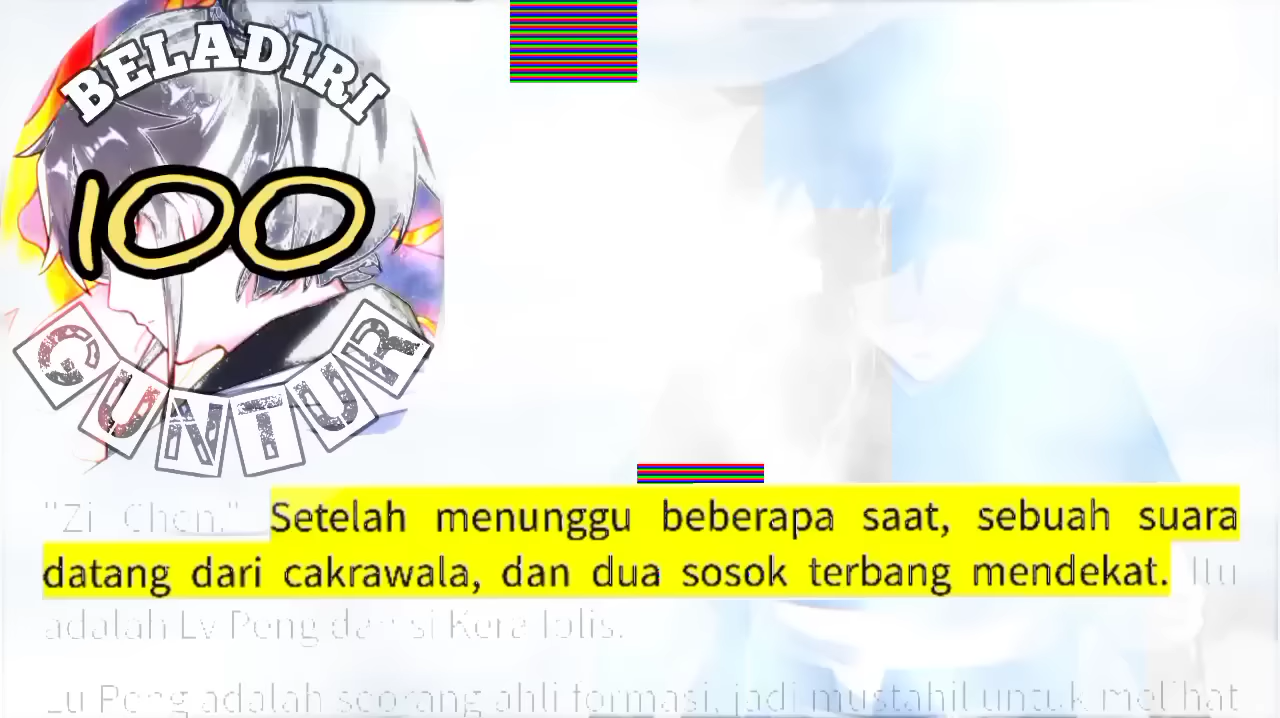 BELADIRI
100
GUNTUR
"Zi Chen." Setelah menunggu beberapa saat, sebuah suara
datang dari cakrawala, dan dua sosok terbang mendekat. Itu
adalah Lv Peng dan si Kera Iblis.
Lu Peng adalah seorang ahli formasi, jadi mustahil untuk melihat